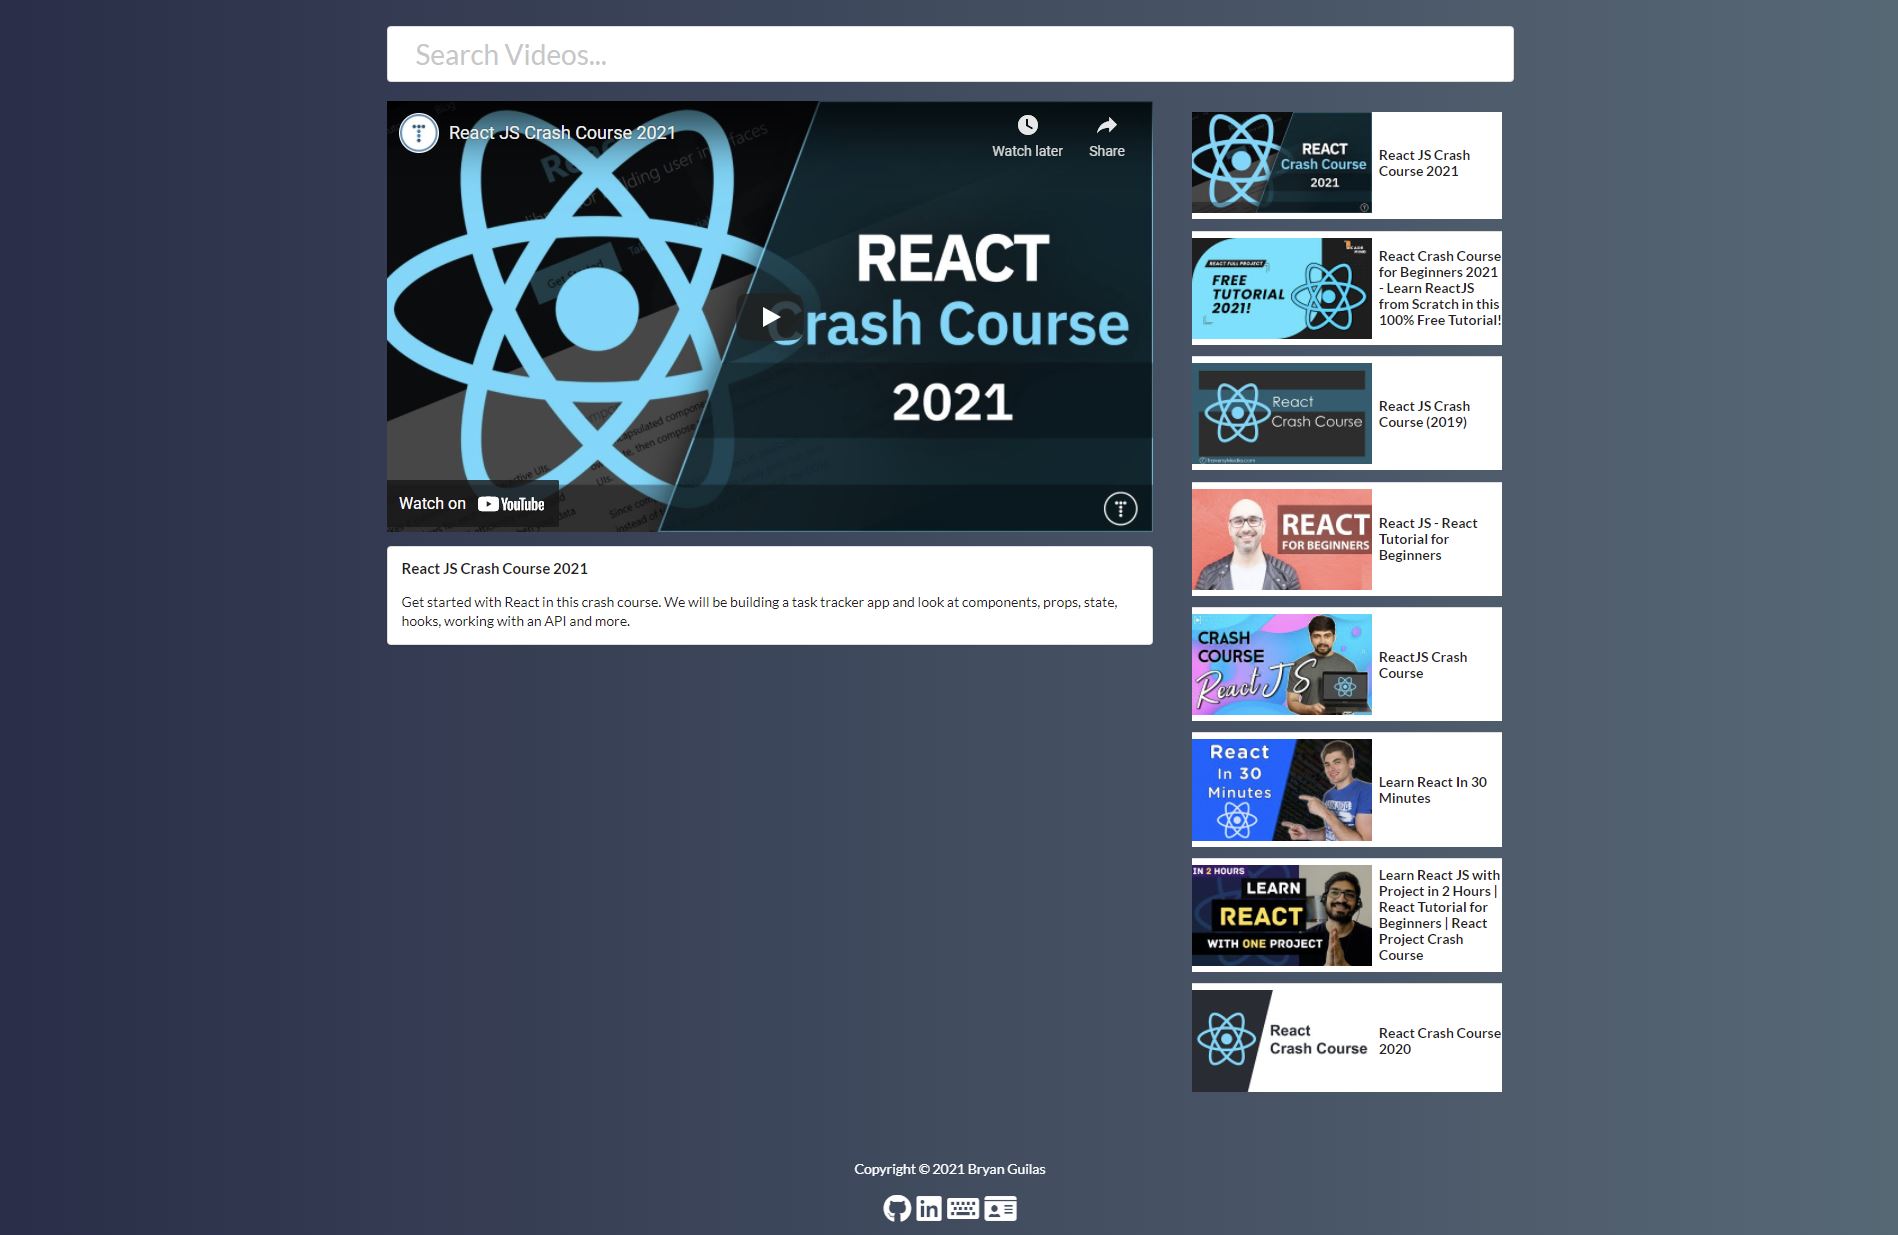 Search Videos...
React JS Crash Course 2021
Watch later
Share
REACT
Crash Course
2021
Watch on YouTube
React JS Crash Course 2021
Get started with React in this crash course. We will be building a task tracker app and look at components, props, state,
hooks, working with an API and more.
REACT
Crash Course
2021
React JS Crash
Course 2021
REACT FULL PROJECT
FREE
TUTORIAL
2021!
React Crash Course
for Beginners 2021
- Learn ReactJS
from Scratch in this
100% Free Tutorial!
React
Crash Course
TraversyMedia.com
React JS Crash
Course (2019)
REACT
FOR BEGINNERS
React JS - React
Tutorial for
Beginners
CRASH
COURSE
React JS
ReactJS Crash
Course
React
In 30
Minutes
Learn React In 30
Minutes
IN 2 HOURS
LEARN
REACT
WITH ONE PROJECT
Learn React JS with
Project in 2 Hours |
React Tutorial for
Beginners | React
Project Crash
Course
React
Crash Course
React Crash Course
2020
Copyright © 2021 Bryan Guilas